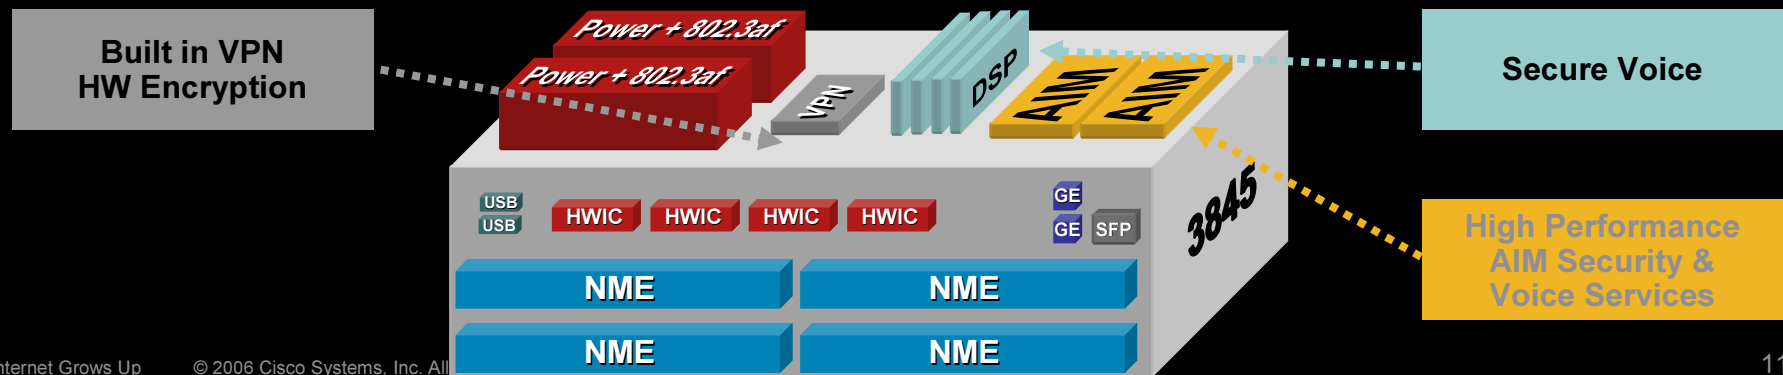 Built in VPN
HW Encryption
Power + 802.3af
Power + 802.3af
VPN
DSP
AIM
AIM
Secure Voice
USB
USB
HWIC
HWIC
HWIC
HWIC
GE
GE
SFP
3845
High Performance
AIM Security &
Voice Services
NME
NME
NME
NME
Grows Up
© 2006 Cisco Systems, Inc. All
11